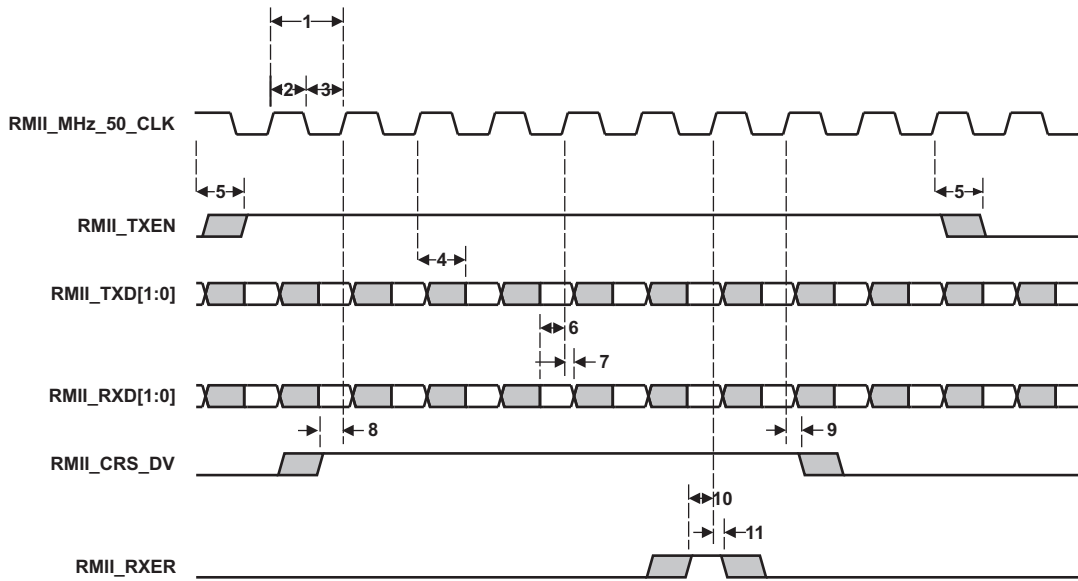 1
2 3
RMII_MHz_50_CLK
5 5
RMII_TXEN
4
RMII_TXD[1:0]
6
7
RMII_RXD[1:0]
8 9
RMII_CRS_DV
10
11
RMII_RXER